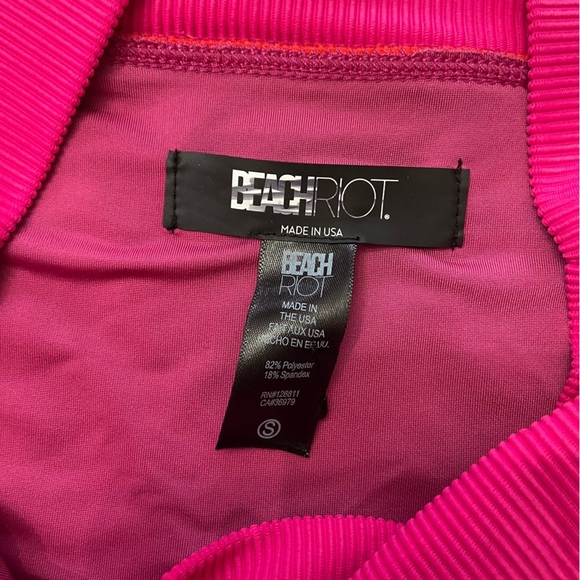 BEACHRIOT®
MADE IN USA
BEACH
RIOT
MADE IN
THE USA
FAIT AUX USA
HECHO EN EE.UU.
82% Polyester
18% Spandex
RN#126811
CA#36979
S